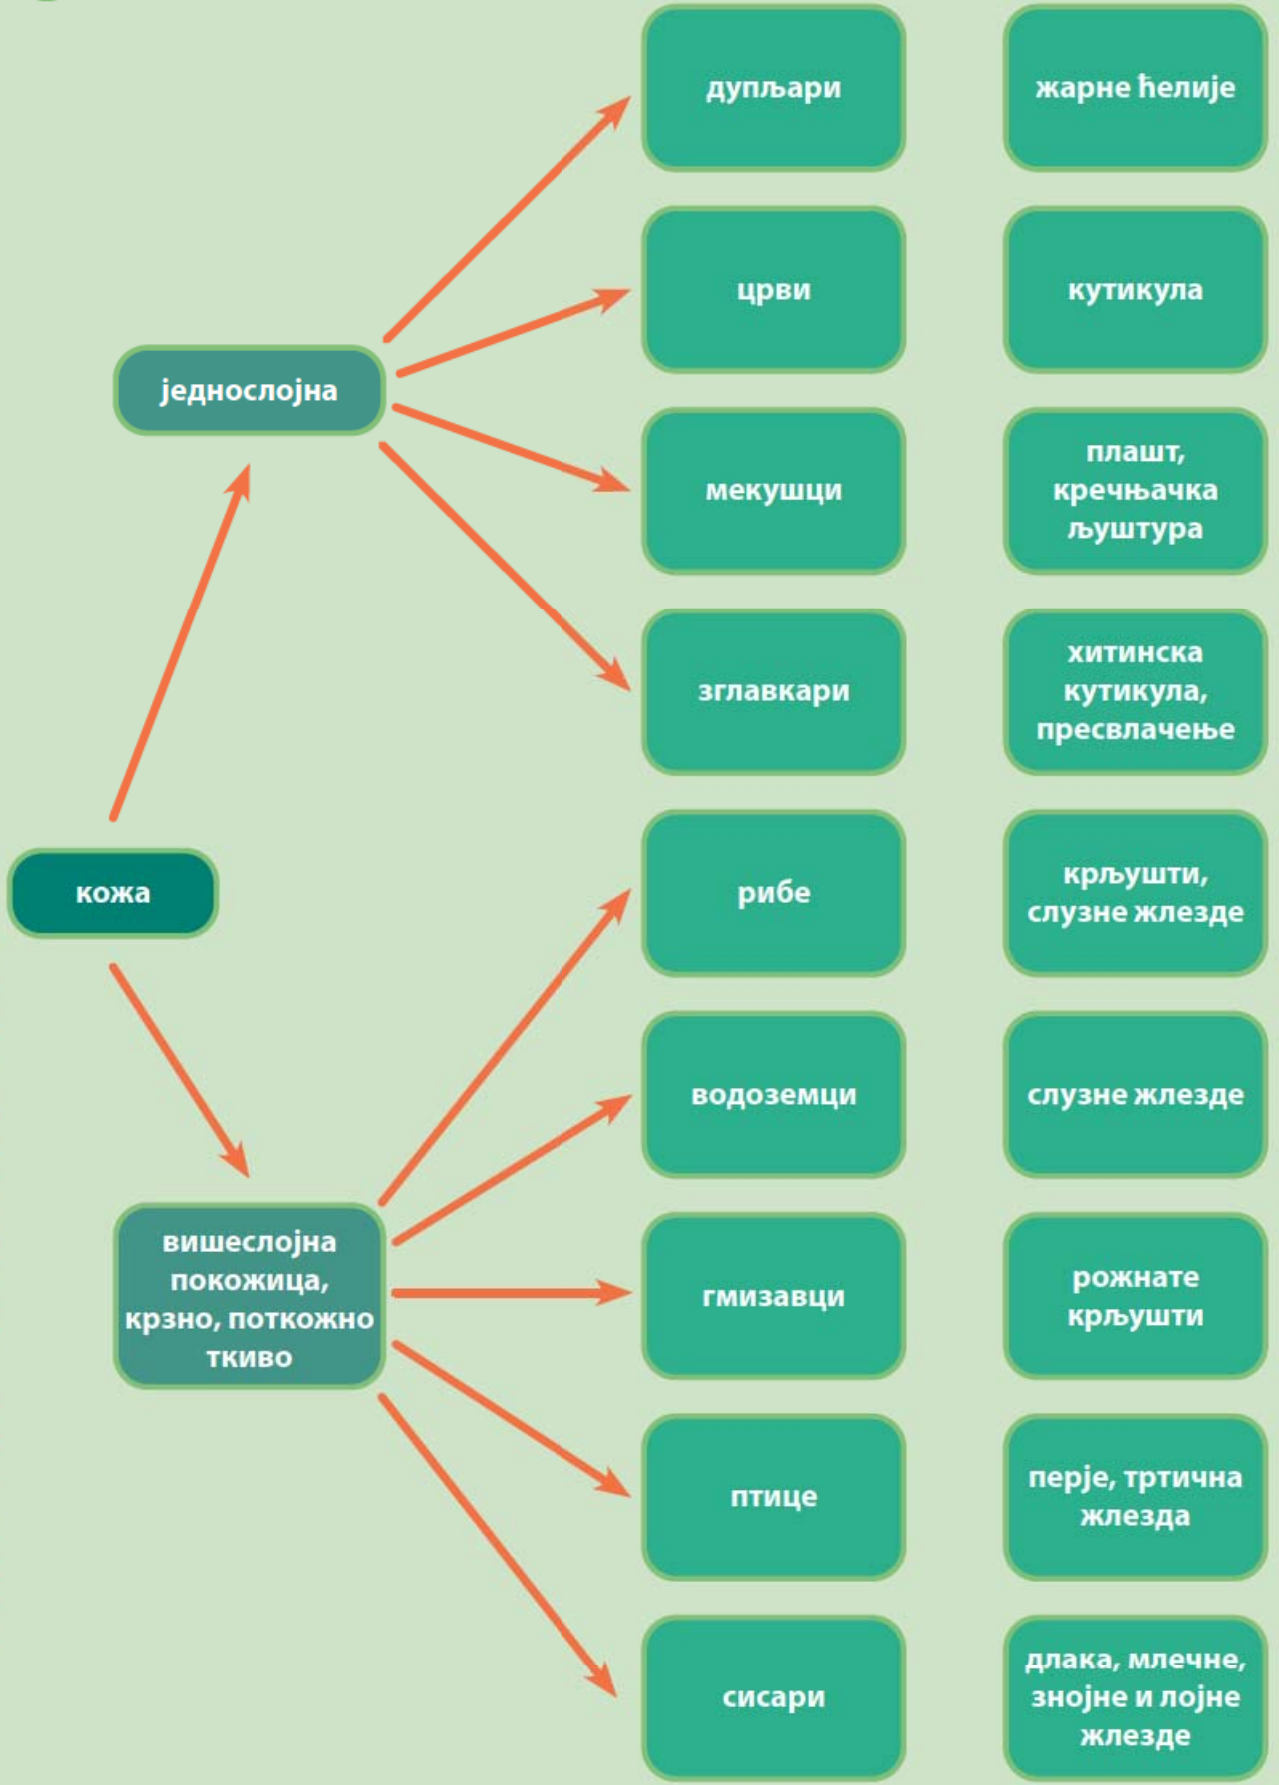 дупљари
жарне ћелије
црви
кутикула
једнослојна
мекушци
плашт,
кречњачка
љуштура
зглавкари
хитинска
кутикула,
пресвлачење
кожа
рибе
крљушти,
слузне жлезде
водоземци
слузне жлезде
вишеслојна
покожица,
крзно, поткожно
ткиво
гмизавци
рожнате
крљушти
птице
перје, тртична
жлезда
сисари
длака, млечне,
знојне и лојне
жлезде